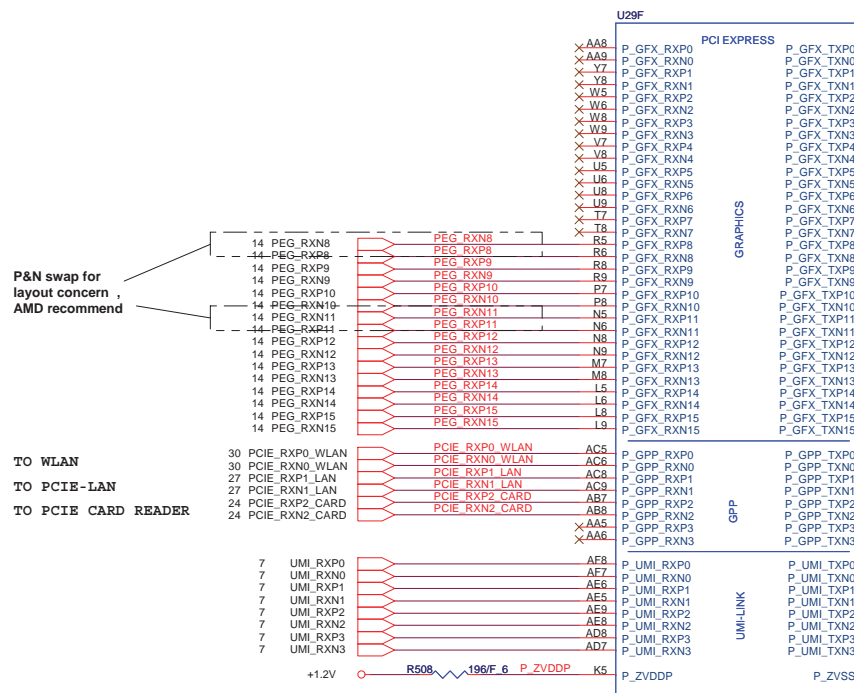 U29F
PCI EXPRESS
AA8 P_GFX_RXP0 P_GFX_TXP0
AA9 P_GFX_RXN0 P_GFX_TXN0
Y7 P_GFX_RXP1 P_GFX_TXP1
Y8 P_GFX_RXN1 P_GFX_TXN1
W5 P_GFX_RXP2 P_GFX_TXP2
W6 P_GFX_RXN2 P_GFX_TXN2
W8 P_GFX_RXP3 P_GFX_TXP3
W9 P_GFX_RXN3 P_GFX_TXN3
V7 P_GFX_RXP4 P_GFX_TXP4
V8 P_GFX_RXN4 P_GFX_TXN4
U5 P_GFX_RXP5 P_GFX_TXP5
U6 P_GFX_RXN5 P_GFX_TXN5
U8 P_GFX_RXP6 P_GFX_TXP6
U9 P_GFX_RXN6 P_GFX_TXN6
T7 P_GFX_RXP7 P_GFX_TXP7
T8 P_GFX_RXN7 P_GFX_TXN7
14 PEG_RXN8 PEG_RXN8 R5 P_GFX_RXP8 P_GFX_TXP8
14 PEG_RXP8 PEG_RXP8 R6 P_GFX_RXN8 P_GFX_TXN8
14 PEG_RXP9 PEG_RXP9 R8 P_GFX_RXP9 P_GFX_TXP9
14 PEG_RXN9 PEG_RXN9 R9 P_GFX_RXN9 P_GFX_TXN9
14 PEG_RXP10 PEG_RXP10 P7 P_GFX_RXP10 P_GFX_TXP10
14 PEG_RXN10 PEG_RXN10 P8 P_GFX_RXN10 P_GFX_TXN10
14 PEG_RXN11 PEG_RXN11 N5 P_GFX_RXP11 P_GFX_TXP11
14 PEG_RXP11 PEG_RXP11 N6 P_GFX_RXN11 P_GFX_TXN11
14 PEG_RXP12 PEG_RXP12 N8 P_GFX_RXP12 P_GFX_TXP12
14 PEG_RXN12 PEG_RXN12 N9 P_GFX_RXN12 P_GFX_TXN12
14 PEG_RXP13 PEG_RXP13 M7 P_GFX_RXP13 P_GFX_TXP13
14 PEG_RXN13 PEG_RXN13 M8 P_GFX_RXN13 P_GFX_TXN13
14 PEG_RXP14 PEG_RXP14 L5 P_GFX_RXP14 P_GFX_TXP14
14 PEG_RXN14 PEG_RXN14 L6 P_GFX_RXN14 P_GFX_TXN14
14 PEG_RXP15 PEG_RXP15 L8 P_GFX_RXP15 P_GFX_TXP15
14 PEG_RXN15 PEG_RXN15 L9 P_GFX_RXN15 P_GFX_TXN15
GRAPHICS
P&N swap for
layout concern ,
AMD recommend
30 PCIE_RXP0_WLAN PCIE_RXP0_WLAN AC5 P_GPP_RXP0 P_GPP_TXP0
TO WLAN
30 PCIE_RXN0_WLAN PCIE_RXN0_WLAN AC6 P_GPP_RXN0 P_GPP_TXN0
27 PCIE_RXP1_LAN PCIE_RXP1_LAN AC8 P_GPP_RXP1 P_GPP_TXP1
TO PCIE-LAN
27 PCIE_RXN1_LAN PCIE_RXN1_LAN AC9 P_GPP_RXN1 P_GPP_TXN1
24 PCIE_RXP2_CARD PCIE_RXP2_CARD AB7 P_GPP_RXP2 P_GPP_TXP2
TO PCIE CARD READER
24 PCIE_RXN2_CARD PCIE_RXN2_CARD AB8 P_GPP_RXN2 P_GPP_TXN2
AA5 P_GPP_RXP3 P_GPP_TXP3
AA6 P_GPP_RXN3 P_GPP_TXN3
GPP
7 UMI_RXP0 AF8 P_UMI_RXP0 P_UMI_TXP0
7 UMI_RXN0 AF7 P_UMI_RXN0 P_UMI_TXN0
7 UMI_RXP1 AE6 P_UMI_RXP1 P_UMI_TXP1
7 UMI_RXN1 AE5 P_UMI_RXN1 P_UMI_TXN1
7 UMI_RXP2 AE9 P_UMI_RXP2 P_UMI_TXP2
7 UMI_RXN2 AE8 P_UMI_RXN2 P_UMI_TXN2
7 UMI_RXP3 AD8 P_UMI_RXP3 P_UMI_TXP3
7 UMI_RXN3 AD7 P_UMI_RXN3 P_UMI_TXN3
UMI-LINK
+1.2V R508 196/F_6 P_ZVDDP K5 P_ZVDDP P_ZVSS